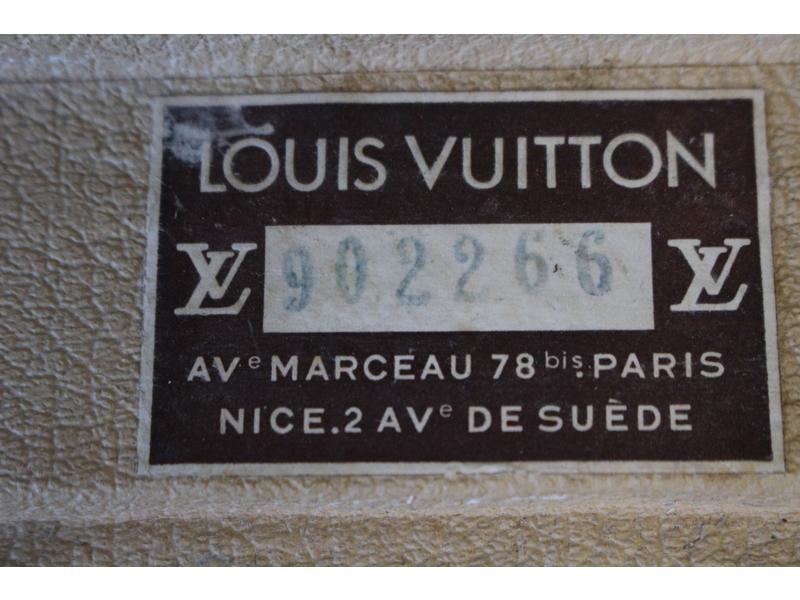 LOUIS VUITTON
LV 902266 LV
AVe MARCEAU 78 bis. PARIS
NICE.2 AVe DE SUÈDE